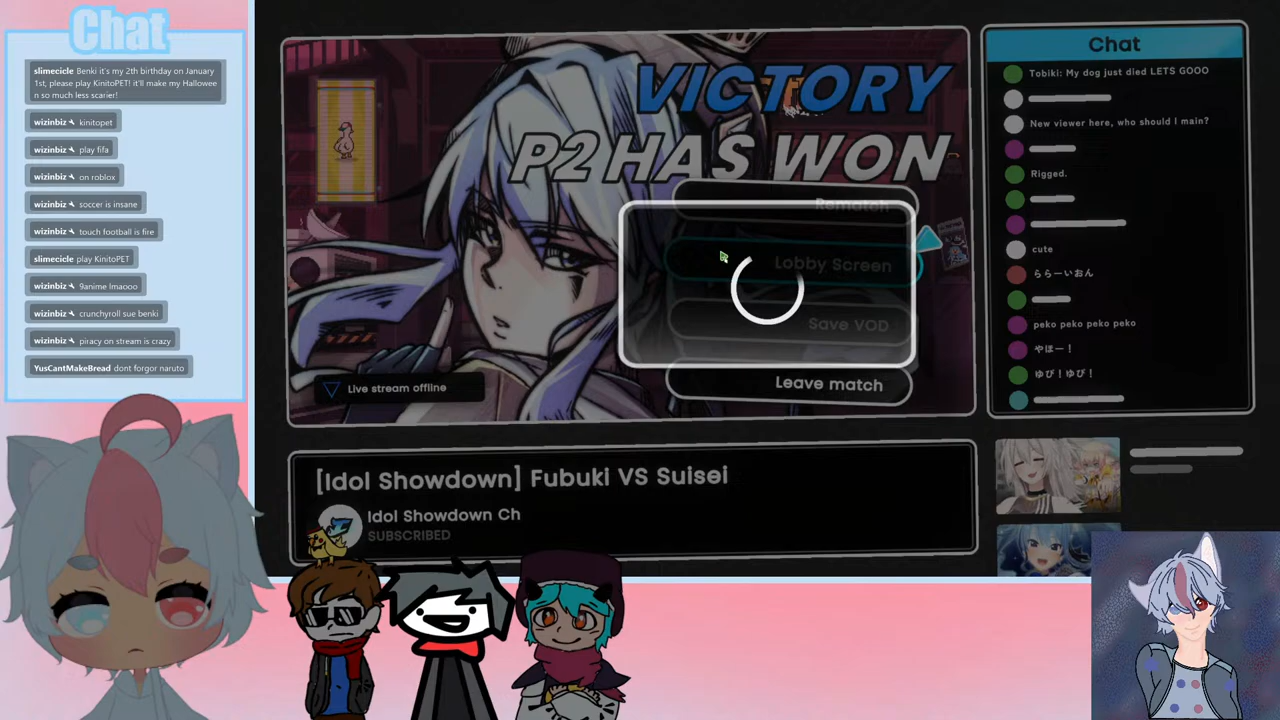 Chat
slimecicle Benki it's my 2th birthday on January
1st, please play KinitoPET! it'll make my Hallowee
n so much less scarier!
wizinbiz kinitopet
wizinbiz play fifa
wizinbiz on roblox
wizinbiz soccer is insane
wizinbiz touch football is fire
slimecicle play KinitoPET
wizinbiz 9anime lmaooo
wizinbiz crunchyroll sue benki
wizinbiz piracy on stream is crazy
YusCantMakeBread dont forgor naruto
VICTORY
P2 HAS WON
Rematch
Lobby Screen
Save VOD
Leave match
Live stream offline
[Idol Showdown] Fubuki VS Suisei
Idol Showdown Ch
SUBSCRIBED
Chat
Tobiki: My dog just died LETS GOOO
New viewer here, who should I main?
Rigged.
cute
ららーいおん
peko peko peko peko
やほー！
ゆび！ゆび！